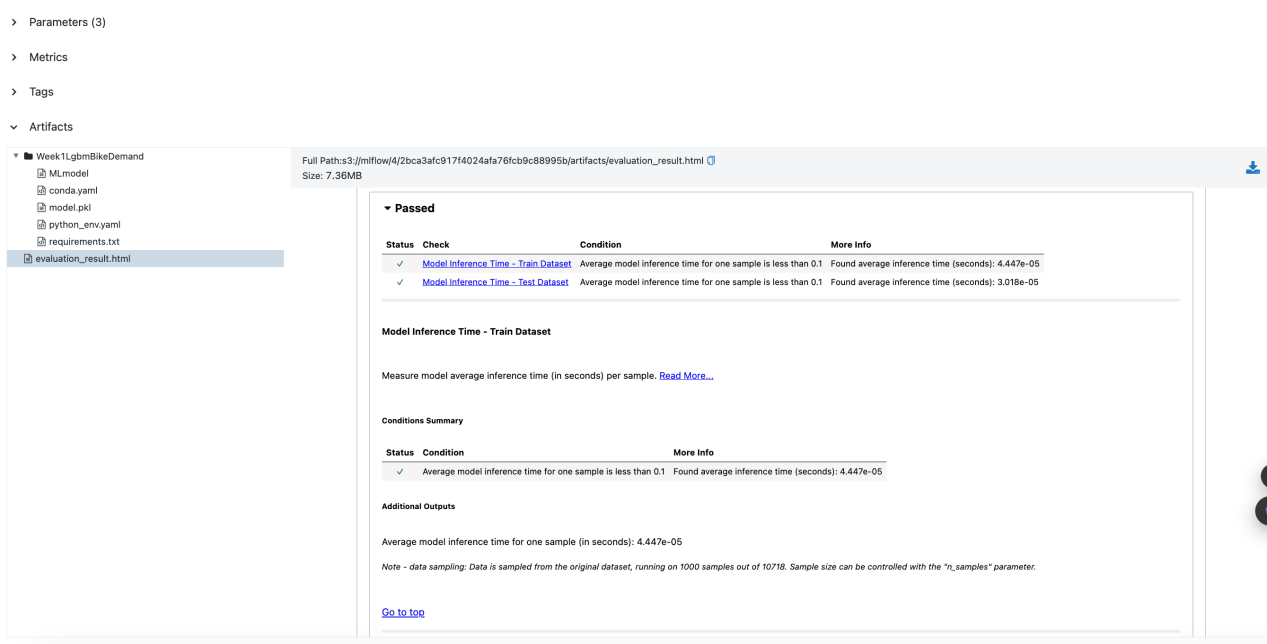 Parameters (3)
Metrics
Tags
Artifacts
Week1LgbmBikeDemand
MLmodel
conda.yaml
model.pkl
python_env.yaml
requirements.txt
evaluation_result.html
Full Path:s3://mlflow/4/2bca3afc917f4024afa76fcb9c88995b/artifacts/evaluation_result.html
Size: 7.36MB
Passed
Status Check Condition More Info
✓ Model Inference Time - Train Dataset Average model inference time for one sample is less than 0.1 Found average inference time (seconds): 4.447e-05
✓ Model Inference Time - Test Dataset Average model inference time for one sample is less than 0.1 Found average inference time (seconds): 3.018e-05
Model Inference Time - Train Dataset
Measure model average inference time (in seconds) per sample. Read More...
Conditions Summary
Status Condition More Info
✓ Average model inference time for one sample is less than 0.1 Found average inference time (seconds): 4.447e-05
Additional Outputs
Average model inference time for one sample (in seconds): 4.447e-05
Note - data sampling: Data is sampled from the original dataset, running on 1000 samples out of 10718. Sample size can be controlled with the "n_samples" parameter.
Go to top